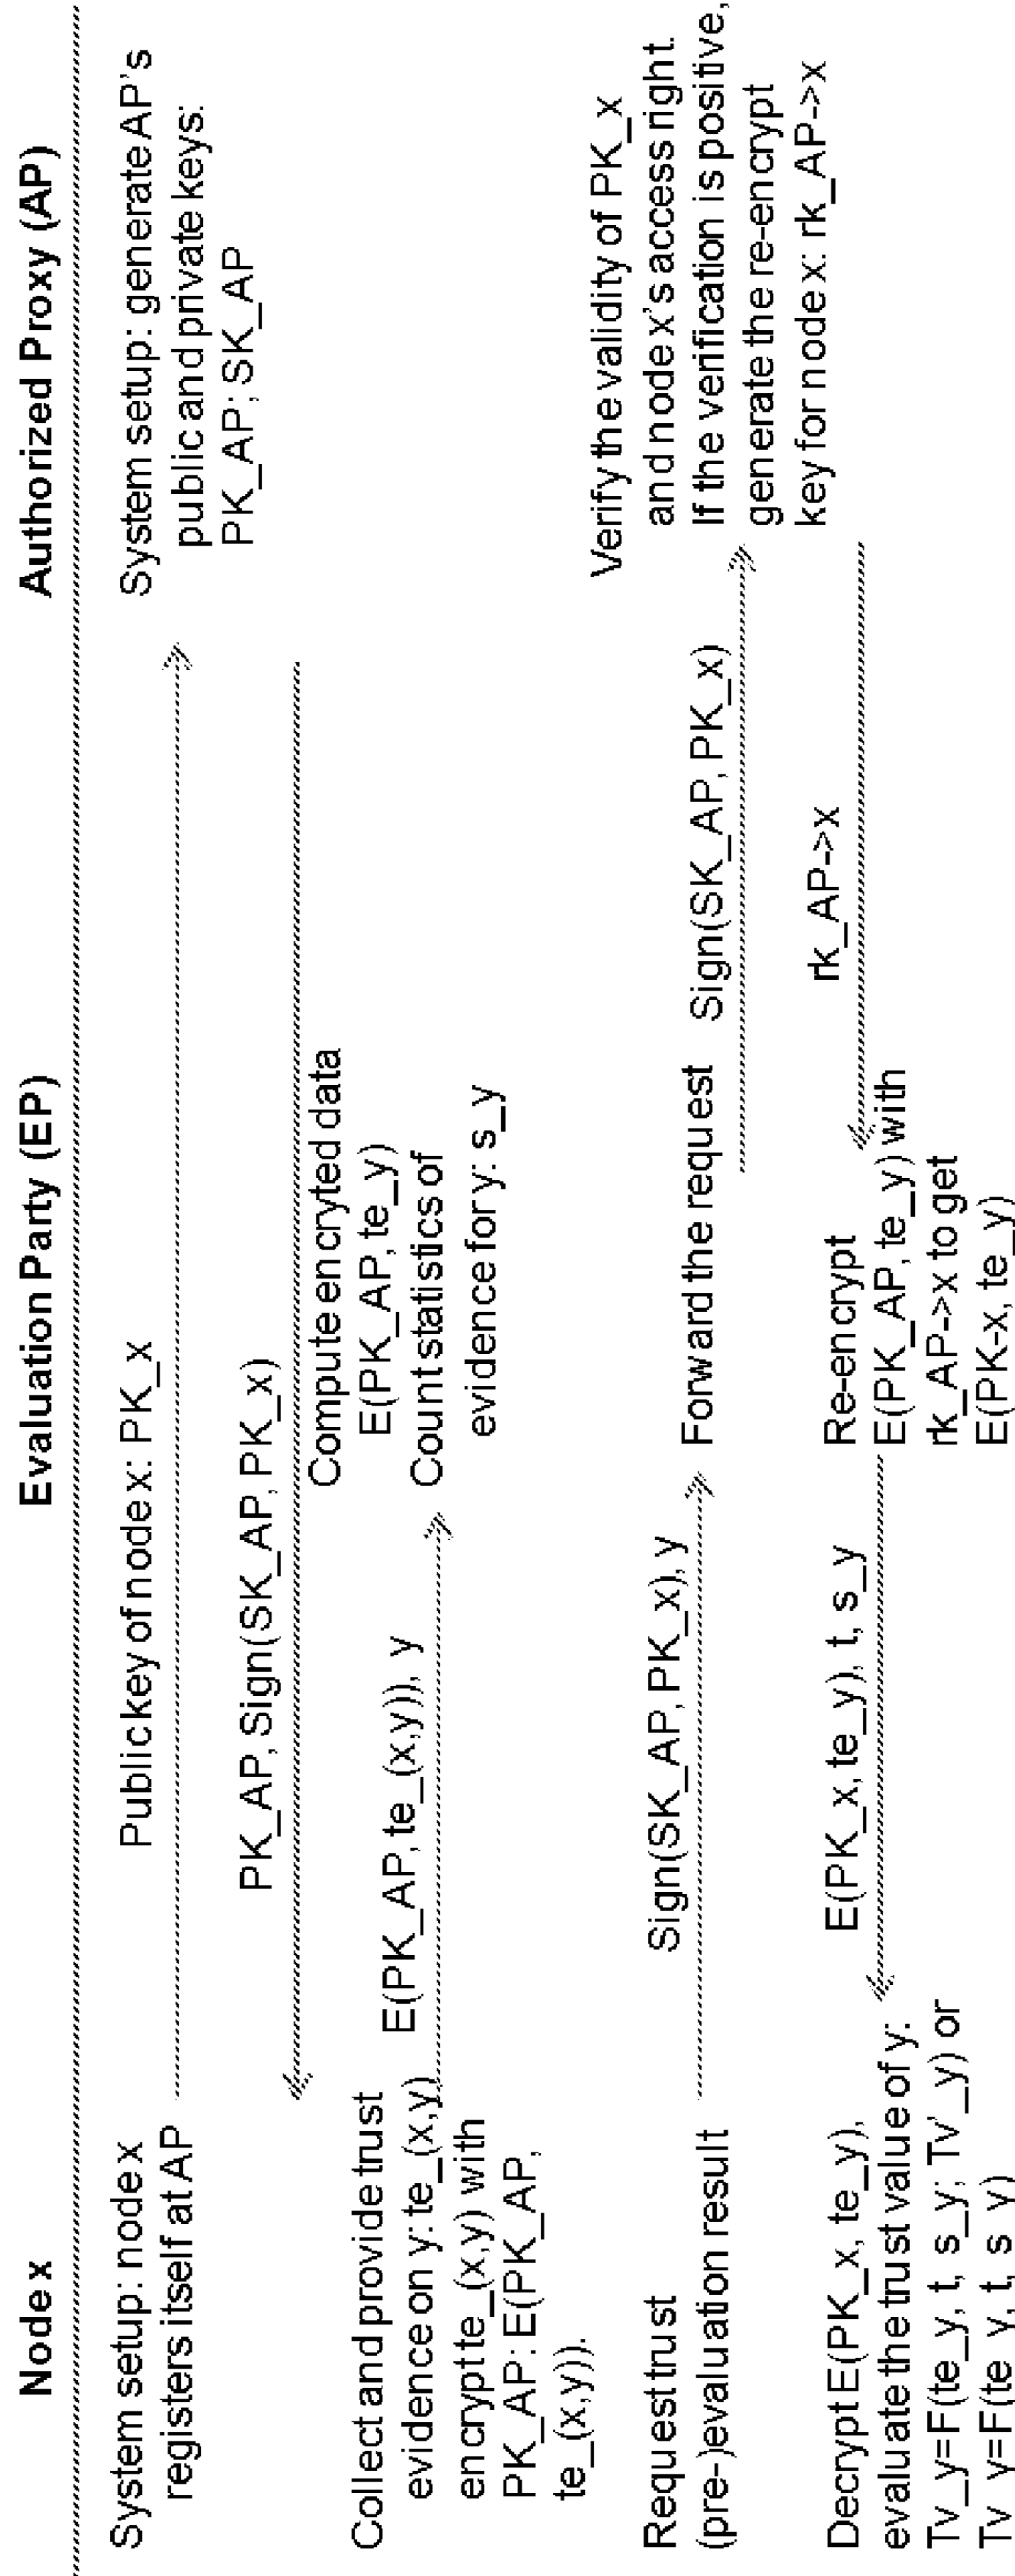 Node x
Evaluation Party (EP)
Authorized Proxy (AP)
System setup: node x
registers itself at AP
Public key of node x: PK_x
System setup: generate AP's
public and private keys:
PK_AP; SK_AP
PK_AP, Sign(SK_AP, PK_x)
Collect and provide trust
evidence on y: te_(x,y)
encrypt te_(x,y) with
PK_AP: E(PK_AP,
te_(x,y)).
E(PK_AP, te_(x,y)), y
Compute encryted data
E(PK_AP, te_y)
Count statistics of
evidence for y: s_y
Request trust
(pre-)evaluation result
Sign(SK_AP, PK_x), y
Forward the request
Sign(SK_AP, PK_x)
Verify the validity of PK_x
and node x's access right.
If the verification is positive,
generate the re-encrypt
key for node x: rk_AP->x
rk_AP->x
Re-encrypt
E(PK_AP, te_y) with
rk_AP->x to get
E(PK-x, te_y)
E(PK_x, te_y), t, s_y
Decrypt E(PK_x, te_y),
evaluate the trust value of y:
Tv_y=F(te_y, t, s_y; Tv'_y) or
Tv_y=F(te_y, t, s_y)